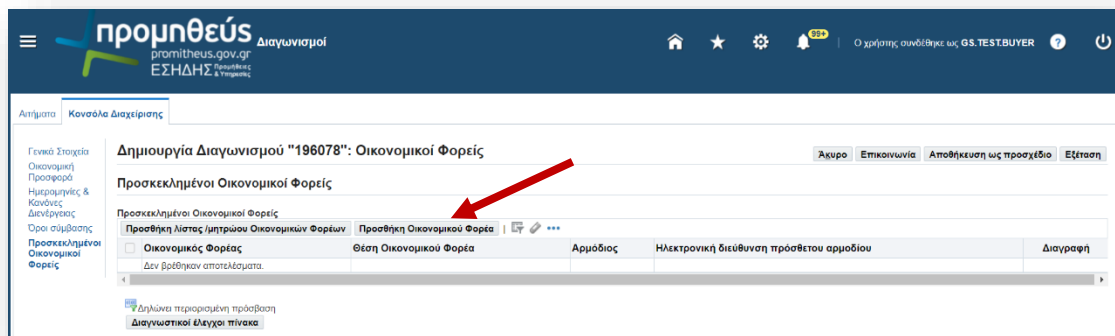 προμηθεύς Διαγωνισμοί
promitheus.gov.gr
ΕΣΗΔΗΣ Προμήθειες & Υπηρεσίες
99+
Ο χρήστης συνδέθηκε ως GS.TEST.BUYER ?
Αιτήματα Κονσόλα Διαχείρισης
Γενικά Στοιχεία
Οικονομική
Προσφορά
Ημερομηνίες &
Κανόνες
Διενέργειας
Όροι σύμβασης
Προσκεκλημένοι
Οικονομικοί
Φορείς
Δημιουργία Διαγωνισμού "196078": Οικονομικοί Φορείς
Άκυρο Επικοινωνία Αποθήκευση ως προσχέδιο Εξέταση
Προσκεκλημένοι Οικονομικοί Φορείς
Προσκεκλημένοι Οικονομικοί Φορείς
Προσθήκη λίστας /μητρώου Οικονομικών Φορέων Προσθήκη Οικονομικού Φορέα
Οικονομικός Φορέας Θέση Οικονομικού Φορέα Αρμόδιος Ηλεκτρονική διεύθυνση πρόσθετου αρμοδίου Διαγραφή
Δεν βρέθηκαν αποτελέσματα.
Δηλώνει περιορισμένη πρόσβαση
Διαγνωστικοί έλεγχοι πίνακα